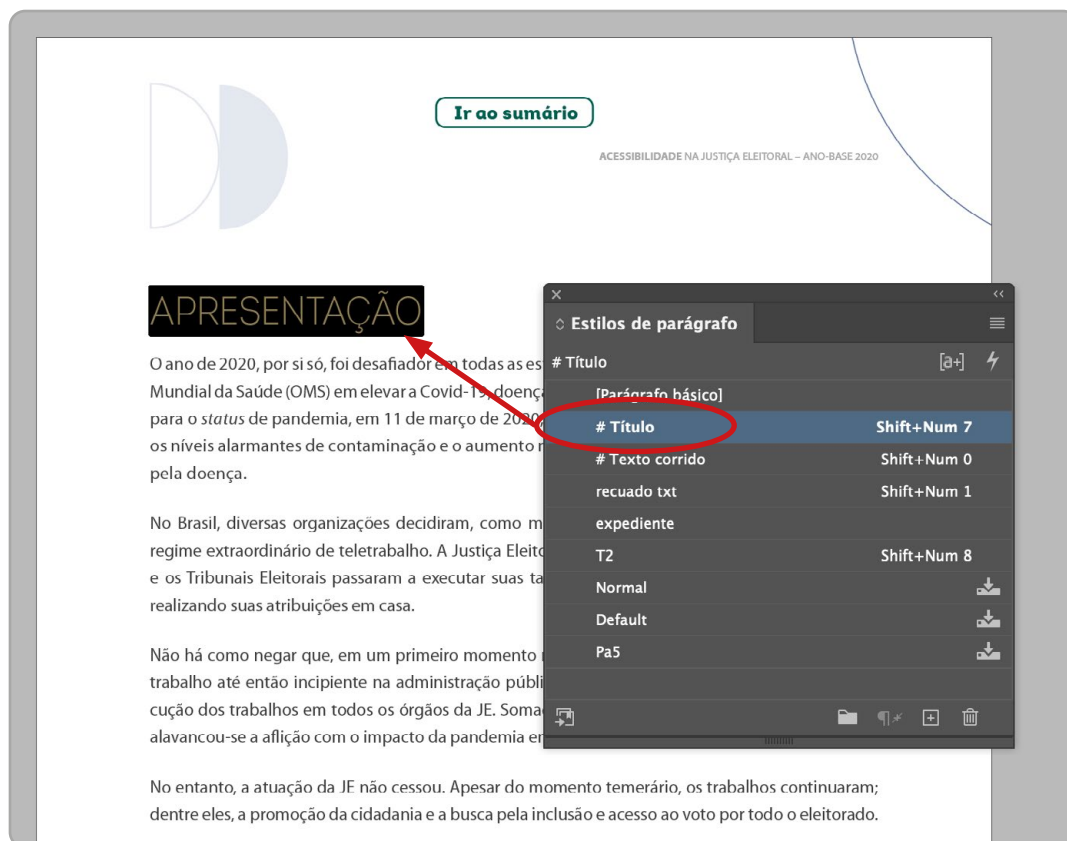 Ir ao sumário
ACESSIBILIDADE NA JUSTIÇA ELEITORAL – ANO-BASE 2020
APRESENTAÇÃO
O ano de 2020, por si só, foi desafiador em todas as
Mundial da Saúde (OMS) em elevar a Covid-19, doença
para o status de pandemia, em 11 de março de 2020,
os níveis alarmantes de contaminação e o aumento
pela doença.
No Brasil, diversas organizações decidiram, como
regime extraordinário de teletrabalho. A Justiça
e os Tribunais Eleitorais passaram a executar suas
realizando suas atribuições em casa.
Não há como negar que, em um primeiro momento
trabalho até então incipiente na administração
cução dos trabalhos em todos os órgãos da JE.
alavancou-se a aflição com o impacto da pandemia
No entanto, a atuação da JE não cessou. Apesar do momento temerário, os trabalhos continuaram;
dentre eles, a promoção da cidadania e a busca pela inclusão e acesso ao voto por todo o eleitorado.
Estilos de parágrafo
# Título [a+]
[Parágrafo básico]
# Título Shift+Num 7
# Texto corrido Shift+Num 0
recuado txt Shift+Num 1
expediente
T2 Shift+Num 8
Normal
Default
Pa5